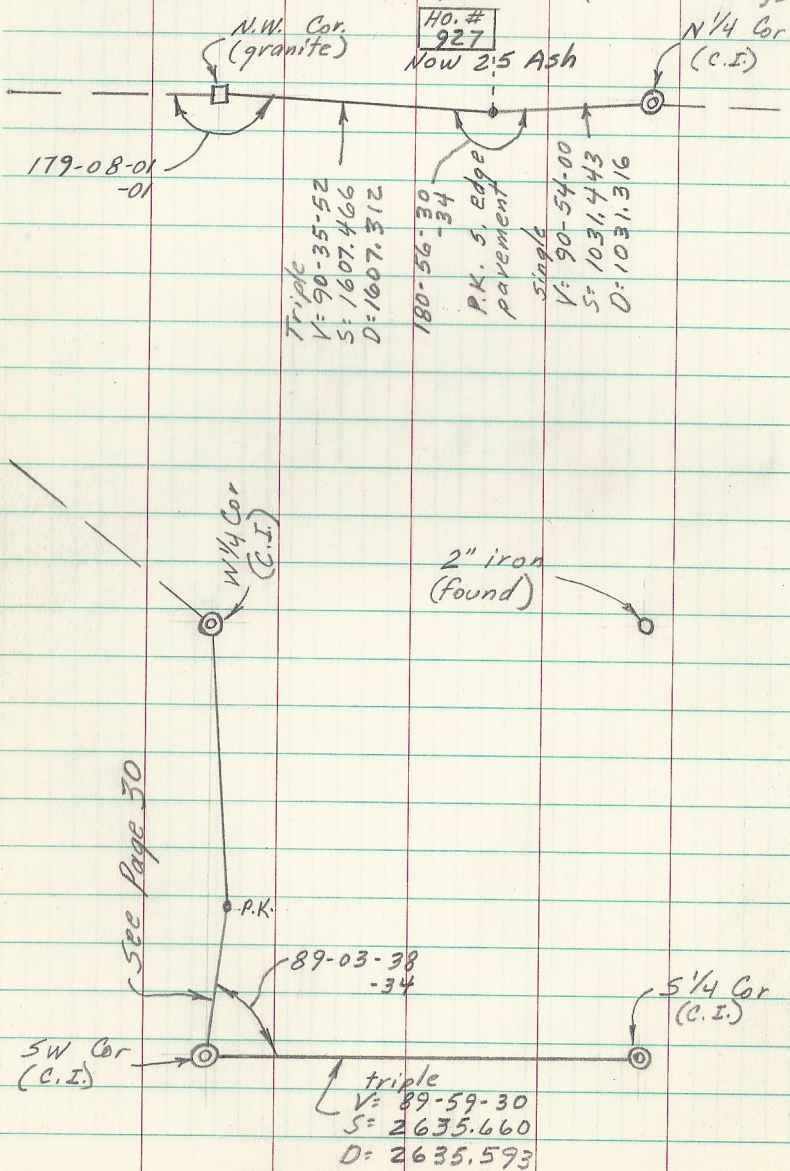 N.W. Cor.
(granite)
HO. #
927
Now 25 Ash
N 1/4 Cor
(C.I.)
179-08-01
-01
Triple
V= 90-35-52
S= 1607.466
D= 1607.312
180-56-30
-34
P.K. S. edge
pavement
Single
V= 90-54-00
S= 1031.443
D= 1031.316
W 1/4 Cor
(C.I.)
2" iron
(found)
See Page 30
P.K.
89-03-38
-34
S 1/4 Cor
(C.I.)
SW Cor
(C.I.)
triple
V= 89-59-30
S= 2635.660
D= 2635.593